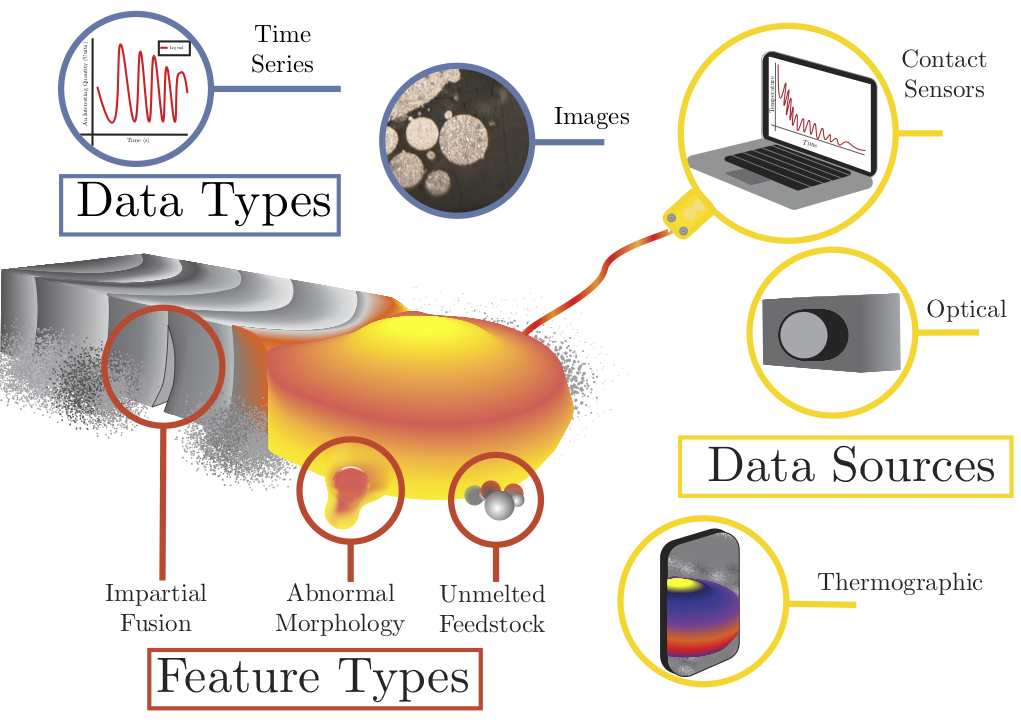 Time
Series
An Interesting Quantity (Units)
Legend
Time (s)
Images
Data Types
Contact
Sensors
Temperature
Time
Optical
Data Sources
Thermographic
Impartial
Fusion
Abnormal
Morphology
Unmelted
Feedstock
Feature Types